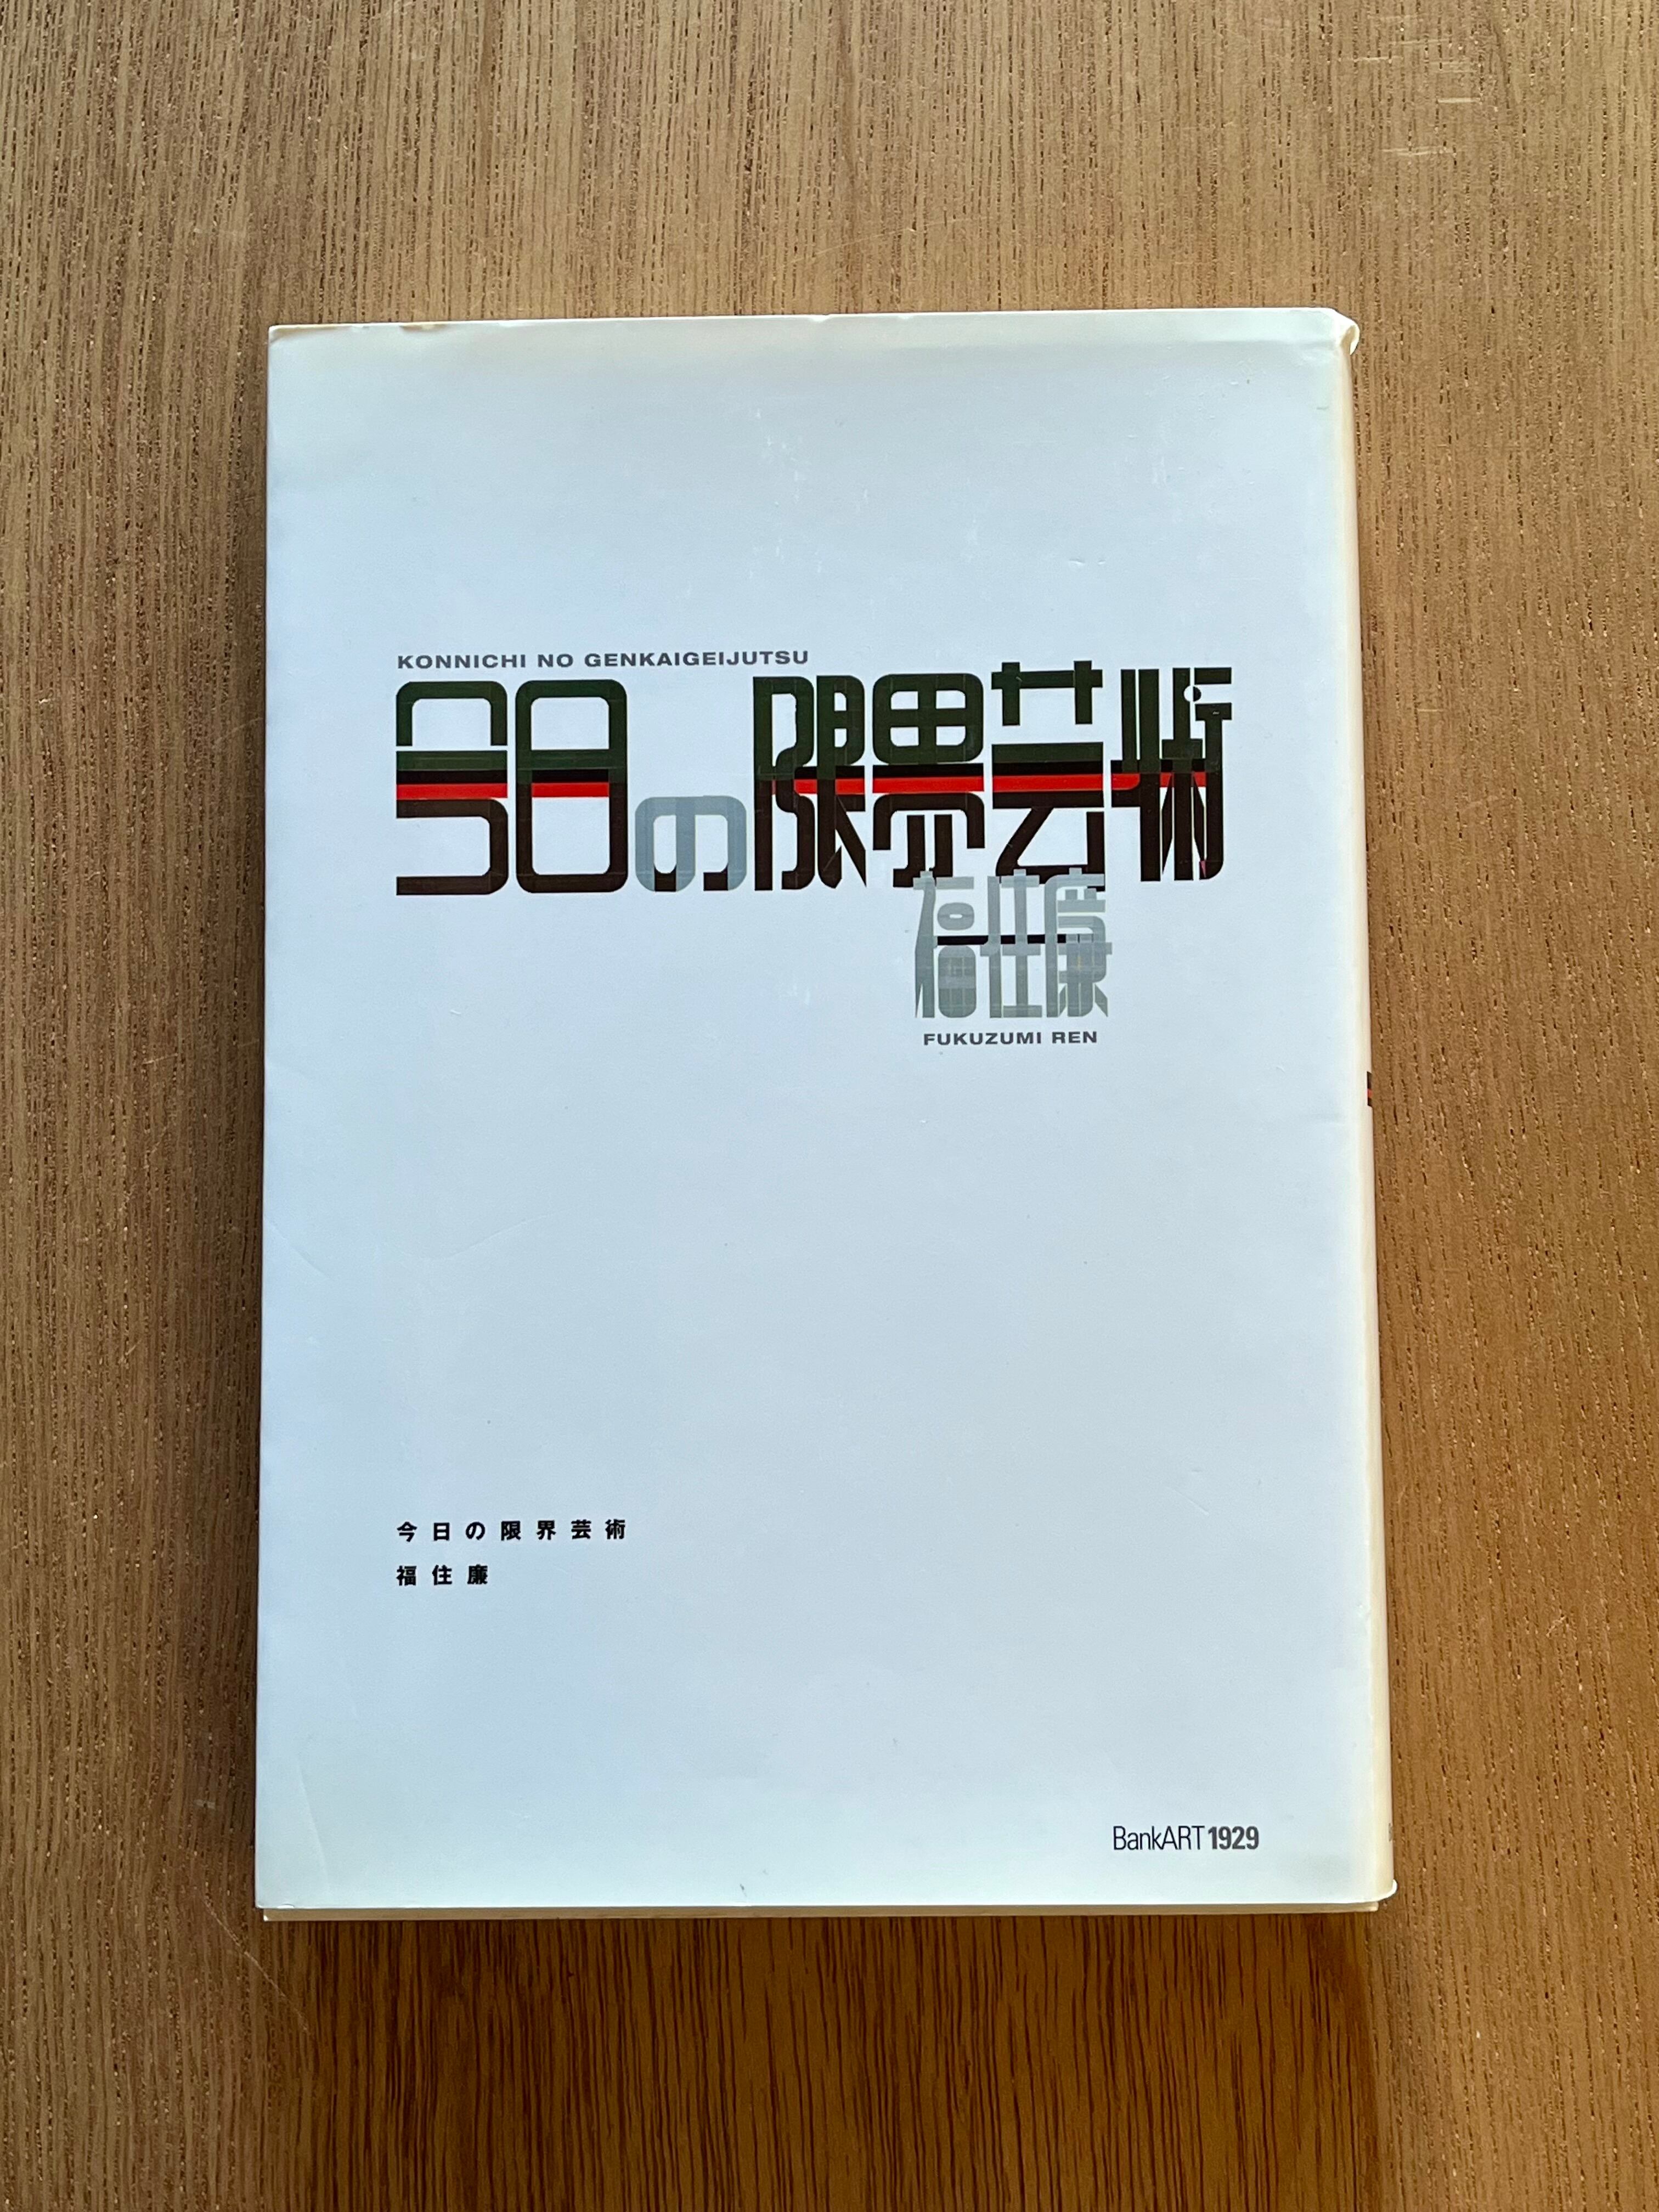 KONNICHI NO GENKAIGEIJUTSU
今日の限界芸術
福住廉
FUKUZUMI REN
今日の限界芸術
福住廉
BankART1929